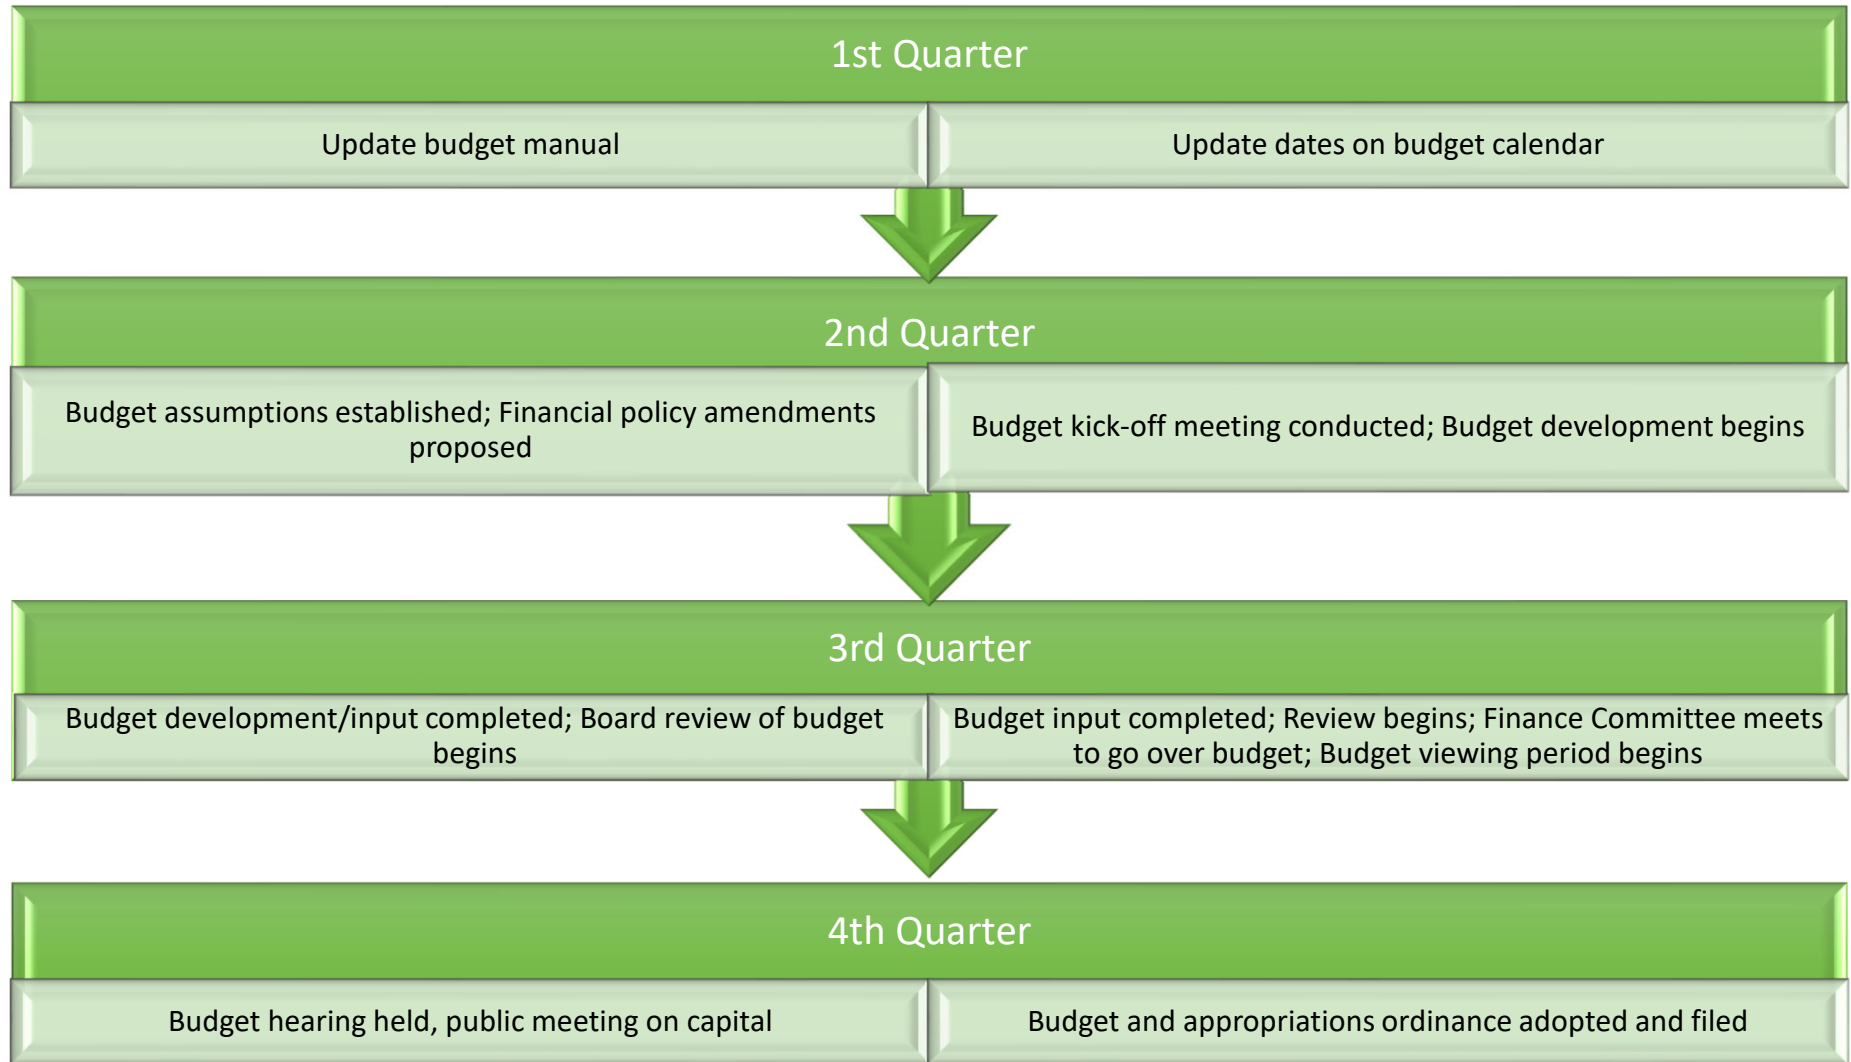 1st Quarter
Update budget manual
Update dates on budget calendar
2nd Quarter
Budget assumptions established; Financial policy amendments
proposed
Budget kick-off meeting conducted; Budget development begins
3rd Quarter
Budget development/input completed; Board review of budget
begins
Budget input completed; Review begins; Finance Committee meets
to go over budget; Budget viewing period begins
4th Quarter
Budget hearing held, public meeting on capital
Budget and appropriations ordinance adopted and filed